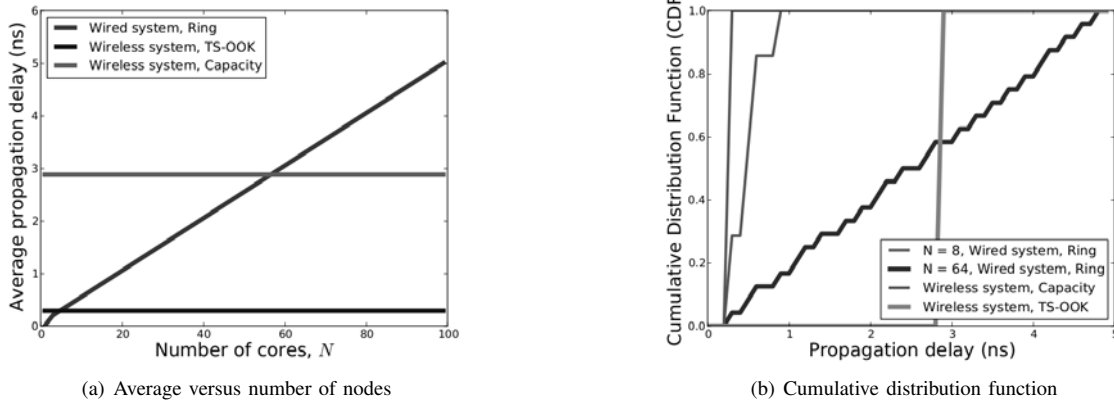 6
5
4
3
2
1
0
Average propagation delay (ns)
Wired system, Ring
Wireless system, TS-OOK
Wireless system, Capacity
0 20 40 60 80 100
Number of cores, N
(a) Average versus number of nodes
1.0
0.8
0.6
0.4
0.2
0.0
Cumulative Distribution Function (CDF
N = 8, Wired system, Ring
N = 64, Wired system, Ring
Wireless system, Capacity
Wireless system, TS-OOK
0 1 2 3 4 5
Propagation delay (ns)
(b) Cumulative distribution function